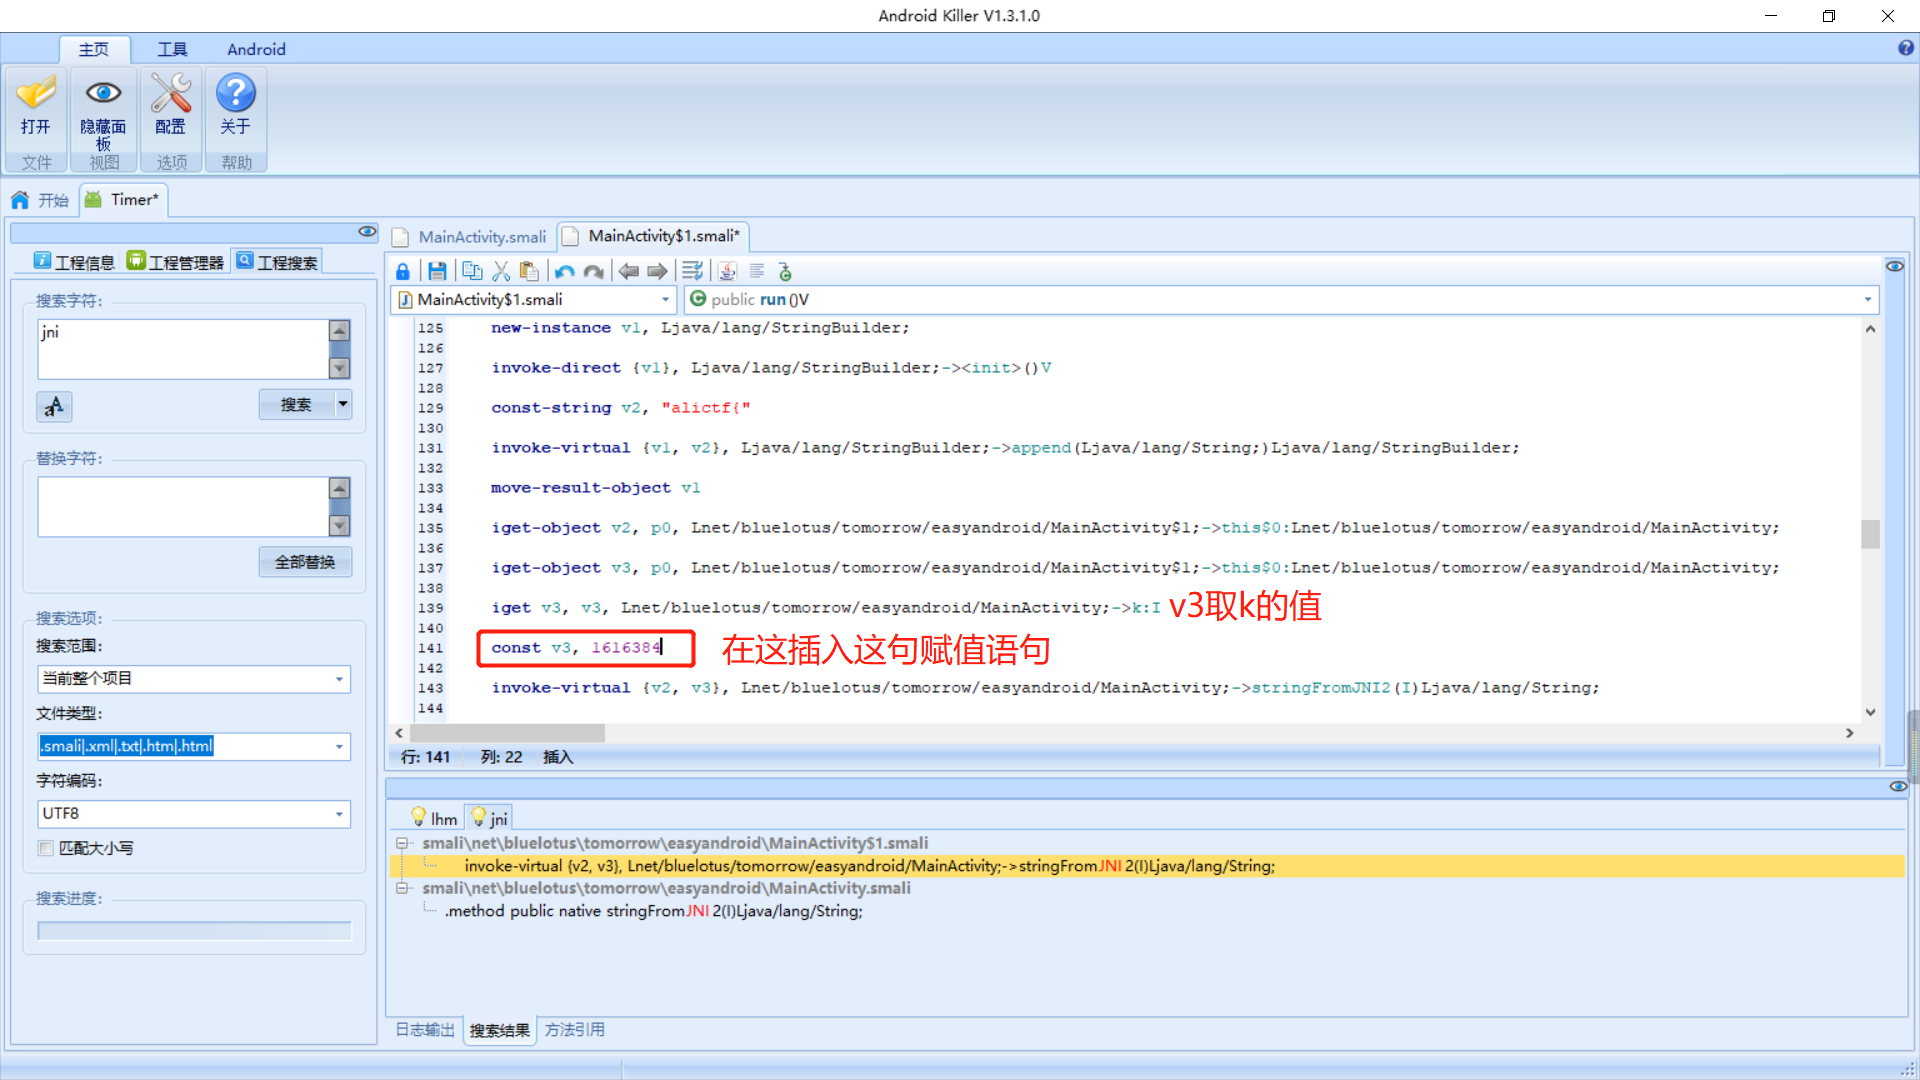 Android Killer V1.3.1.0
主页 工具 Android
打开 隐藏面板 配置 关于
文件 视图 选项 帮助
开始 Timer*
工程信息 工程管理器 工程搜索
搜索字符:
jni
搜索
替换字符:
全部替换
搜索选项:
搜索范围:
当前整个项目
文件类型:
.smali|.xml|.txt|.htm|.html
字符编码:
UTF8
匹配大小写
搜索进度:
MainActivity.smali MainActivity$1.smali*
MainActivity$1.smali public run()V
125 new-instance v1, Ljava/lang/StringBuilder;
126
127 invoke-direct {v1}, Ljava/lang/StringBuilder;-><init>()V
128
129 const-string v2, "alictf{"
130
131 invoke-virtual {v1, v2}, Ljava/lang/StringBuilder;->append(Ljava/lang/String;)Ljava/lang/StringBuilder;
132
133 move-result-object v1
134
135 iget-object v2, p0, Lnet/bluelotus/tomorrow/easyandroid/MainActivity$1;->this$0:Lnet/bluelotus/tomorrow/easyandroid/MainActivity;
136
137 iget-object v3, p0, Lnet/bluelotus/tomorrow/easyandroid/MainActivity$1;->this$0:Lnet/bluelotus/tomorrow/easyandroid/MainActivity;
138
139 iget v3, v3, Lnet/bluelotus/tomorrow/easyandroid/MainActivity;->k:I v3取k的值
140
141 const v3, 1616384 在这插入这句赋值语句
142
143 invoke-virtual {v2, v3}, Lnet/bluelotus/tomorrow/easyandroid/MainActivity;->stringFromJNI2(I)Ljava/lang/String;
144
行: 141 列: 22 插入
lhm jni
smali\net\bluelotus\tomorrow\easyandroid\MainActivity$1.smali
invoke-virtual {v2, v3}, Lnet/bluelotus/tomorrow/easyandroid/MainActivity;->stringFromJNI2(I)Ljava/lang/String;
smali\net\bluelotus\tomorrow\easyandroid\MainActivity.smali
.method public native stringFromJNI2(I)Ljava/lang/String;
日志输出 搜索结果 方法引用